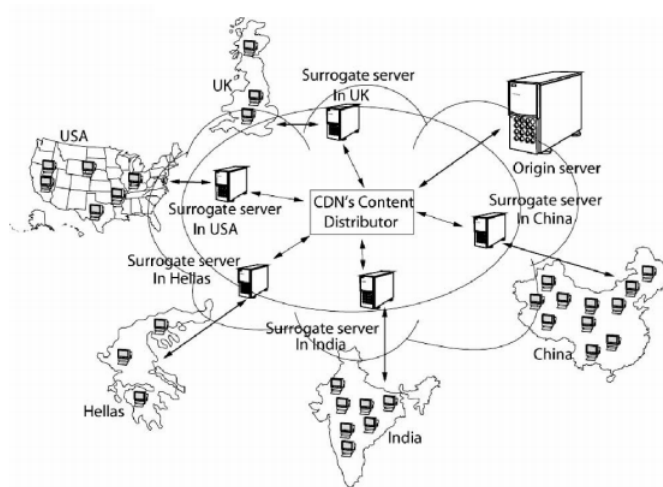 Surrogate server
In UK
UK
USA
Origin server
CDN's Content
Distributor
Surrogate server
In USA
Surrogate server
In China
Surrogate server
In Hellas
Surrogate server
In India
China
Hellas
India